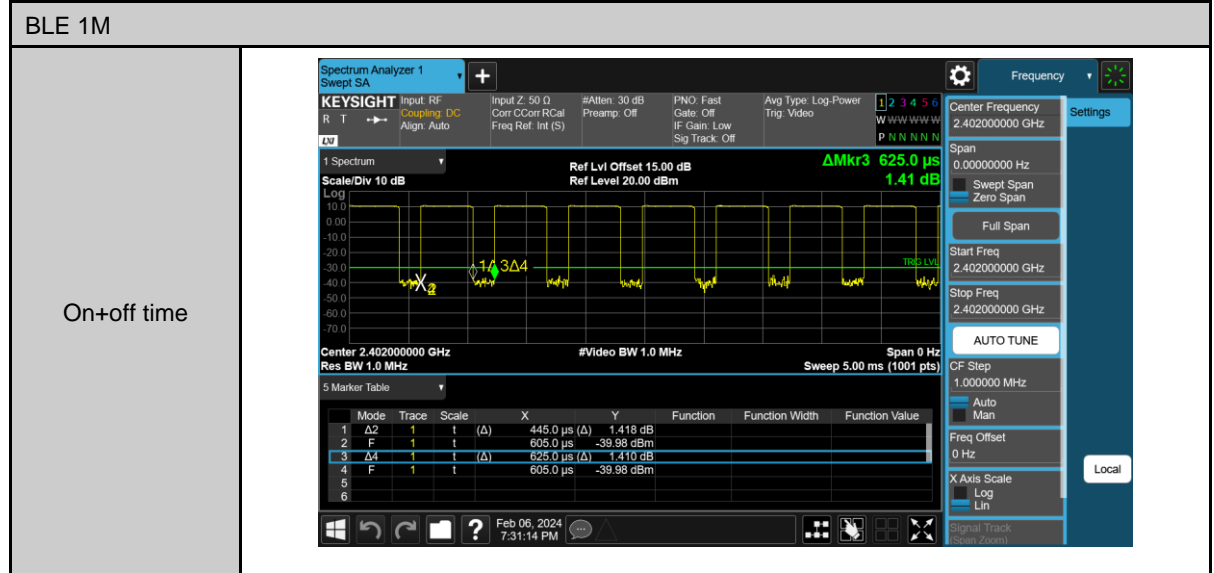 BLE 1M
On+off time
Spectrum Analyzer 1
Swept SA
+
Frequency
KEYSIGHT
R T
LXI
Input: RF
Coupling: DC
Align: Auto
Input Z: 50 Ω
Corr CCorr RCal
Freq Ref: Int (S)
#Atten: 30 dB
Preamp: Off
PNO: Fast
Gate: Off
IF Gain: Low
Sig Track: Off
Avg Type: Log-Power
Trig: Video
1 2 3 4 5 6
W W W W W W
P N N N N N
1 Spectrum
Scale/Div 10 dB
Ref Lvl Offset 15.00 dB
Ref Level 20.00 dBm
ΔMkr3 625.0 µs
1.41 dB
Log
10.0
0.00
-10.0
-20.0
-30.0
-40.0
-50.0
-60.0
-70.0
TRIG LVL
3Δ4
Center 2.402000000 GHz
#Video BW 1.0 MHz
Span 0 Hz
Res BW 1.0 MHz
Sweep 5.00 ms (1001 pts)
5 Marker Table
Mode Trace Scale X Y Function Function Width Function Value
1 Δ2 1 t (Δ) 445.0 µs (Δ) 1.418 dB
2 F 1 t 605.0 µs -39.98 dBm
3 Δ4 1 t (Δ) 625.0 µs (Δ) 1.410 dB
4 F 1 t 605.0 µs -39.98 dBm
5
6
?
Feb 06, 2024
7:31:14 PM
Center Frequency
2.402000000 GHz
Settings
Span
0.00000000 Hz
Swept Span
Zero Span
Full Span
Start Freq
2.402000000 GHz
Stop Freq
2.402000000 GHz
AUTO TUNE
CF Step
1.000000 MHz
Auto
Man
Freq Offset
0 Hz
X Axis Scale
Log
Lin
Local
Signal Track
(Span Zoom)